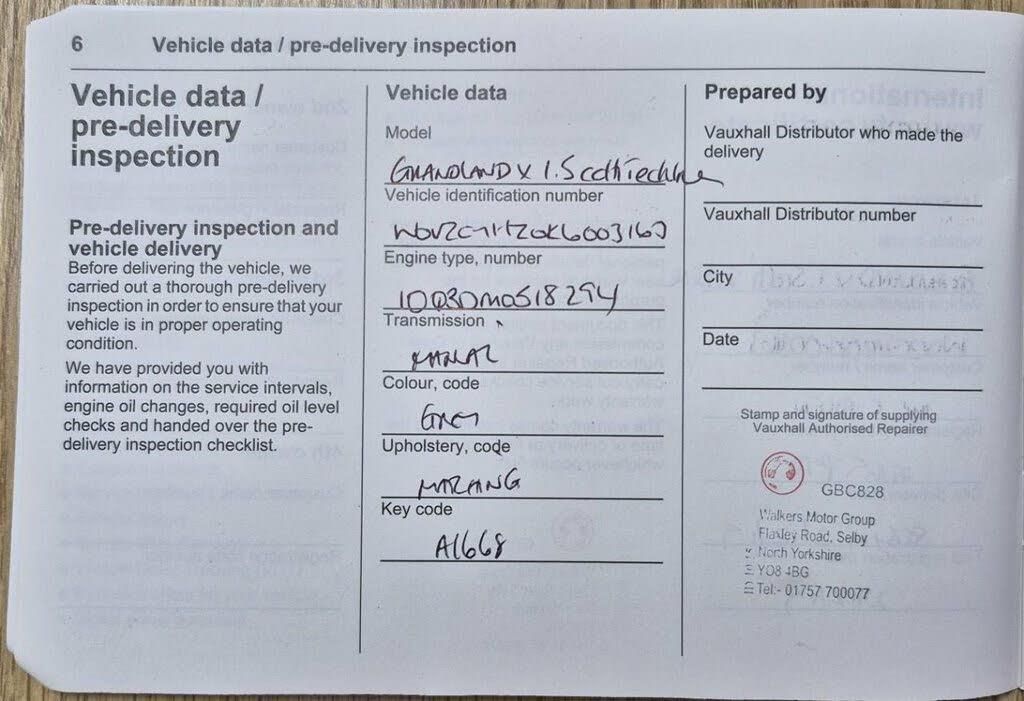 6 Vehicle data / pre-delivery inspection
Vehicle data /
pre-delivery
inspection
Pre-delivery inspection and
vehicle delivery
Before delivering the vehicle, we
carried out a thorough pre-delivery
inspection in order to ensure that your
vehicle is in proper operating
condition.
We have provided you with
information on the service intervals,
engine oil changes, required oil level
checks and handed over the pre-
delivery inspection checklist.
Vehicle data
Model
GRANDLAND X 1.5 cdti Techline
Vehicle identification number
Engine type, number
Transmission
Colour, code
GREY
Upholstery, code
Key code
A1668
Prepared by
Vauxhall Distributor who made the
delivery
Vauxhall Distributor number
City
Date
Stamp and signature of supplying
Vauxhall Authorised Repairer
GBC828
Walkers Motor Group
Flaxley Road, Selby
North Yorkshire
YO8 4BG
Tel:- 01757 700077